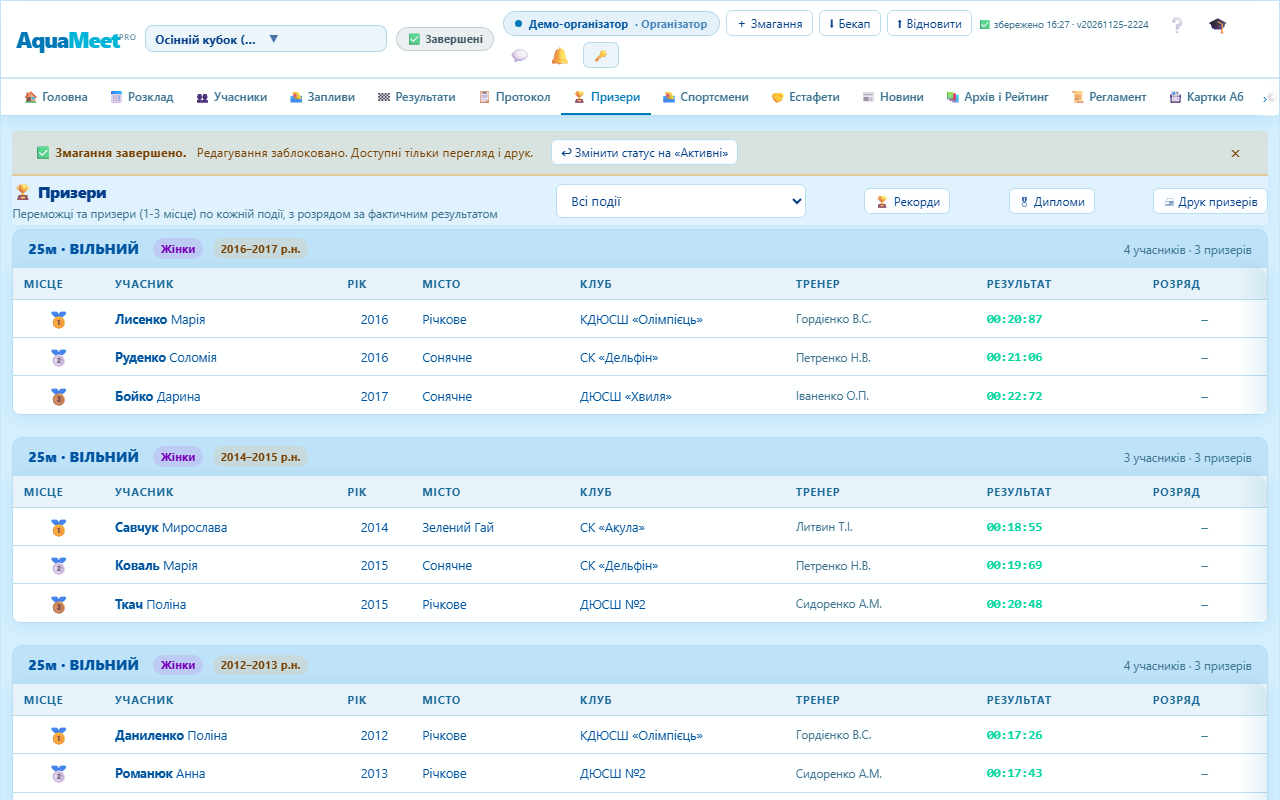 AquaMeet PRO
Осінній кубок (... ▼
✅ Завершені
Демо-організатор · Організатор
+ Змагання
⬇ Бекап
⬆ Відновити
✅ збережено 16:27 · v20261125-2224
Головна
Розклад
Учасники
Запливи
Результати
Протокол
Призери
Спортсмени
Естафети
Новини
Архів і Рейтинг
Регламент
Картки А6
✅ Змагання завершено. Редагування заблоковано. Доступні тільки перегляд і друк.
↩ Змінити статус на «Активні»
×
Призери
Переможці та призери (1-3 місце) по кожній події, з розрядом за фактичним результатом
Всі події
Рекорди
Дипломи
Друк призерів
25м · ВІЛЬНИЙ Жінки 2016–2017 р.н. 4 учасників · 3 призерів
МІСЦЕ УЧАСНИК РІК МІСТО КЛУБ ТРЕНЕР РЕЗУЛЬТАТ РОЗРЯД
1 Лисенко Марія 2016 Річкове КДЮСШ «Олімпієць» Гордієнко В.С. 00:20:87 –
2 Руденко Соломія 2016 Сонячне СК «Дельфін» Петренко Н.В. 00:21:06 –
3 Бойко Дарина 2017 Сонячне ДЮСШ «Хвиля» Іваненко О.П. 00:22:72 –
25м · ВІЛЬНИЙ Жінки 2014–2015 р.н. 3 учасників · 3 призерів
МІСЦЕ УЧАСНИК РІК МІСТО КЛУБ ТРЕНЕР РЕЗУЛЬТАТ РОЗРЯД
1 Савчук Мирослава 2014 Зелений Гай СК «Акула» Литвин Т.І. 00:18:55 –
2 Коваль Марія 2015 Сонячне СК «Дельфін» Петренко Н.В. 00:19:69 –
3 Ткач Поліна 2015 Річкове ДЮСШ №2 Сидоренко А.М. 00:20:48 –
25м · ВІЛЬНИЙ Жінки 2012–2013 р.н. 4 учасників · 3 призерів
МІСЦЕ УЧАСНИК РІК МІСТО КЛУБ ТРЕНЕР РЕЗУЛЬТАТ РОЗРЯД
1 Даниленко Поліна 2012 Річкове КДЮСШ «Олімпієць» Гордієнко В.С. 00:17:26 –
2 Романюк Анна 2013 Річкове ДЮСШ №2 Сидоренко А.М. 00:17:43 –